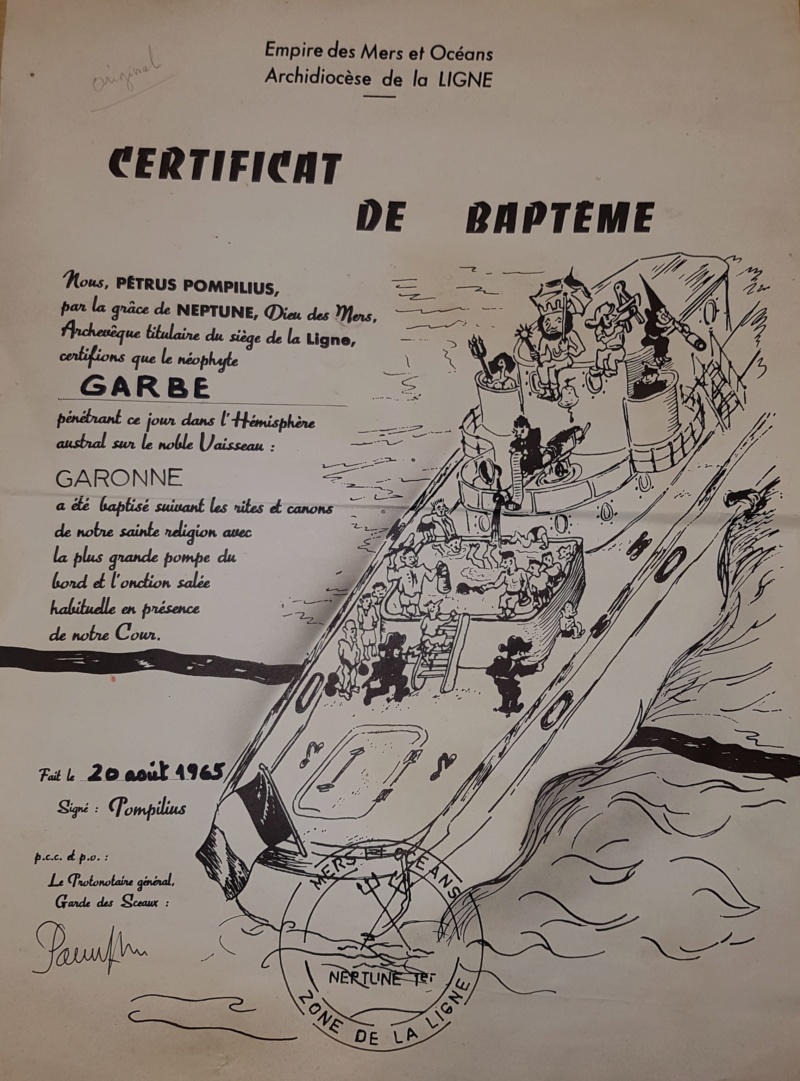 original
Empire des Mers et Océans
Archidiocèse de la LIGNE
CERTIFICAT
DE BAPTEME
Nous, PÉTRUS POMPILIUS,
par la grâce de NEPTUNE, Dieu des Mers,
Archevêque titulaire du siège de la Ligne,
certifions que le néophyte
GARBE
pénétrant ce jour dans l'Hémisphère
austral sur le noble Vaisseau :
GARONNE
a été baptisé suivant les rites et canons
de notre sainte religion avec
la plus grande pompe du
bord et l'onction salée
habituelle en présence
de notre Cour.
Fait le 20 août 1965
Signé : Pompilius
p.c.c. et p.o. :
Le Protonotaire général,
Garde des Sceaux :
MERS ET OCÉANS
NEPTUNE 1er
ZONE DE LA LIGNE